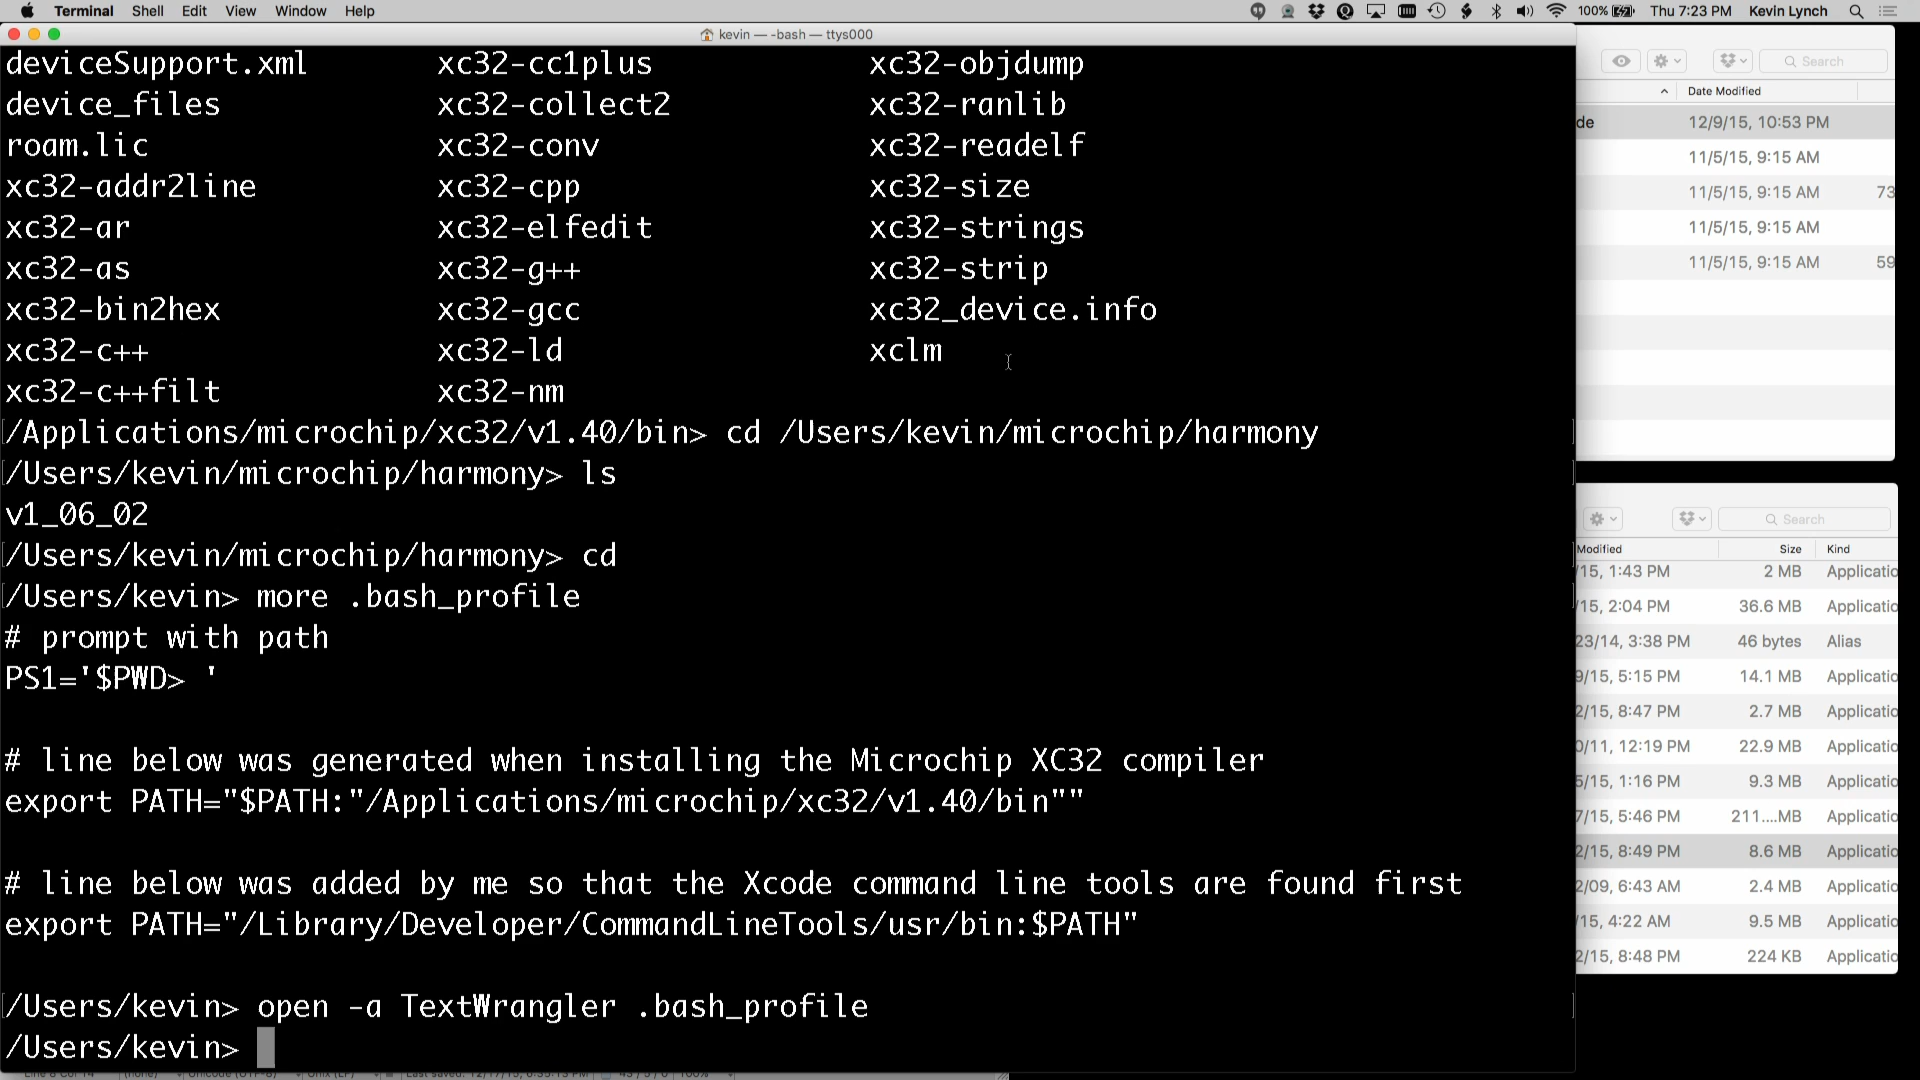 Terminal Shell Edit View Window Help 100% Thu 7:23 PM Kevin Lynch
kevin — -bash — ttys000
deviceSupport.xml xc32-cc1plus xc32-objdump
device_files xc32-collect2 xc32-ranlib
roam.lic xc32-conv xc32-readelf
xc32-addr2line xc32-cpp xc32-size
xc32-ar xc32-elfedit xc32-strings
xc32-as xc32-g++ xc32-strip
xc32-bin2hex xc32-gcc xc32_device.info
xc32-c++ xc32-ld xclm
xc32-c++filt xc32-nm
/Applications/microchip/xc32/v1.40/bin> cd /Users/kevin/microchip/harmony
/Users/kevin/microchip/harmony> ls
v1_06_02
/Users/kevin/microchip/harmony> cd
/Users/kevin> more .bash_profile
# prompt with path
PS1='$PWD> '
# line below was generated when installing the Microchip XC32 compiler
export PATH="$PATH:"/Applications/microchip/xc32/v1.40/bin""
# line below was added by me so that the Xcode command line tools are found first
export PATH="/Library/Developer/CommandLineTools/usr/bin:$PATH"
/Users/kevin> open -a TextWrangler .bash_profile
/Users/kevin>
Search
Date Modified
de 12/9/15, 10:53 PM
11/5/15, 9:15 AM
11/5/15, 9:15 AM 73
11/5/15, 9:15 AM
11/5/15, 9:15 AM 59
Search
Modified Size Kind
/15, 1:43 PM 2 MB Applicatio
/15, 2:04 PM 36.6 MB Applicatio
23/14, 3:38 PM 46 bytes Alias
9/15, 5:15 PM 14.1 MB Applicatio
2/15, 8:47 PM 2.7 MB Applicatio
0/11, 12:19 PM 22.9 MB Applicatio
5/15, 1:16 PM 9.3 MB Applicatio
7/15, 5:46 PM 211....MB Applicatio
2/15, 8:49 PM 8.6 MB Applicatio
2/09, 6:43 AM 2.4 MB Applicatio
/15, 4:22 AM 9.5 MB Applicatio
2/15, 8:48 PM 224 KB Applicatio